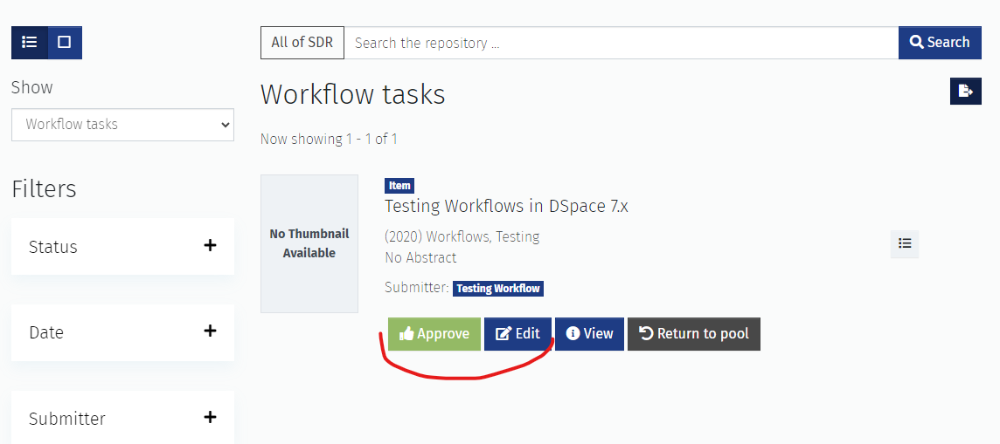 All of SDR Search the repository ... Search
Show
Workflow tasks
Workflow tasks
Now showing 1 - 1 of 1
Filters
Status
Date
Submitter
No Thumbnail
Available
Item
Testing Workflows in DSpace 7.x
(2020) Workflows, Testing
No Abstract
Submitter: Testing Workflow
Approve Edit View Return to pool